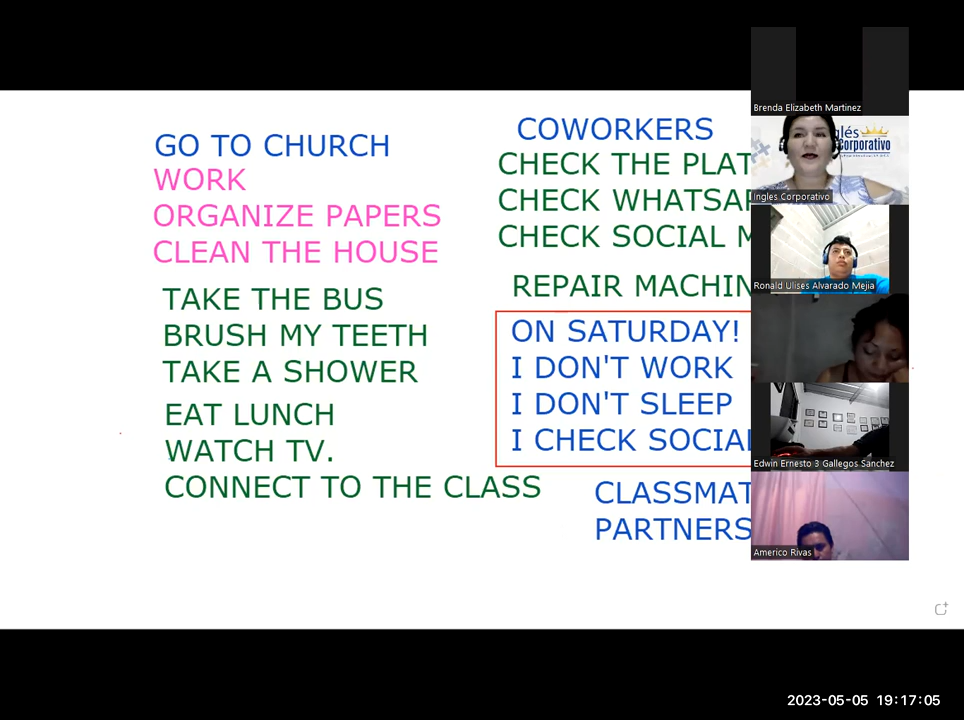 GO TO CHURCH
WORK
ORGANIZE PAPERS
CLEAN THE HOUSE
TAKE THE BUS
BRUSH MY TEETH
TAKE A SHOWER
EAT LUNCH
WATCH TV.
CONNECT TO THE CLASS
COWORKERS
CHECK THE PLAT
CHECK WHATSAP
CHECK SOCIAL M
REPAIR MACHIN
ON SATURDAY!
I DON'T WORK
I DON'T SLEEP
I CHECK SOCIAL
CLASSMAT
PARTNERS
Brenda Elizabeth Martinez
glés
corporativo
Ingles Corporativo
Ronald Ulises Alvarado Mejia
Edwin Ernesto 3 Gallegos Sanchez
Americo Rivas
2023-05-05 19:17:05